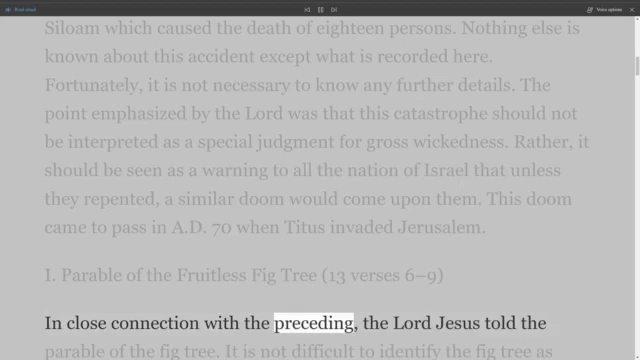 Read aloud
Voice options
Siloam which caused the death of eighteen persons. Nothing else is
known about this accident except what is recorded here.
Fortunately, it is not necessary to know any further details. The
point emphasized by the Lord was that this catastrophe should not
be interpreted as a special judgment for gross wickedness. Rather, it
should be seen as a warning to all the nation of Israel that unless
they repented, a similar doom would come upon them. This doom
came to pass in A.D. 70 when Titus invaded Jerusalem.
I. Parable of the Fruitless Fig Tree (13 verses 6–9)
In close connection with the preceding, the Lord Jesus told the
parable of the fig tree. It is not difficult to identify the fig tree as